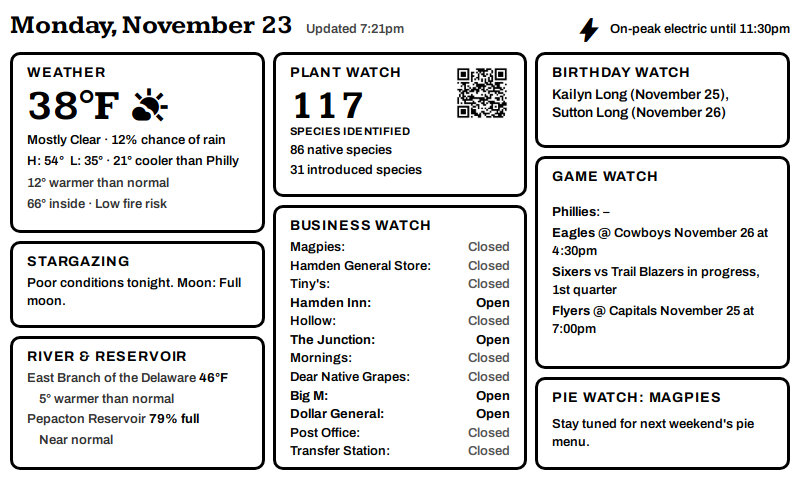 Monday, November 23
Updated 7:21pm
On-peak electric until 11:30pm
WEATHER
38°F
Mostly Clear · 12% chance of rain
H: 54° L: 35° · 21° cooler than Philly
12° warmer than normal
66° inside · Low fire risk
STARGAZING
Poor conditions tonight. Moon: Full
moon.
RIVER & RESERVOIR
East Branch of the Delaware 46°F
5° warmer than normal
Pepacton Reservoir 79% full
Near normal
PLANT WATCH
117
SPECIES IDENTIFIED
86 native species
31 introduced species
BUSINESS WATCH
Magpies: Closed
Hamden General Store: Closed
Tiny's: Closed
Hamden Inn: Open
Hollow: Closed
The Junction: Open
Mornings: Closed
Dear Native Grapes: Closed
Big M: Open
Dollar General: Open
Post Office: Closed
Transfer Station: Closed
BIRTHDAY WATCH
Kailyn Long (November 25),
Sutton Long (November 26)
GAME WATCH
Phillies: –
Eagles @ Cowboys November 26 at
4:30pm
Sixers vs Trail Blazers in progress,
1st quarter
Flyers @ Capitals November 25 at
7:00pm
PIE WATCH: MAGPIES
Stay tuned for next weekend's pie
menu.